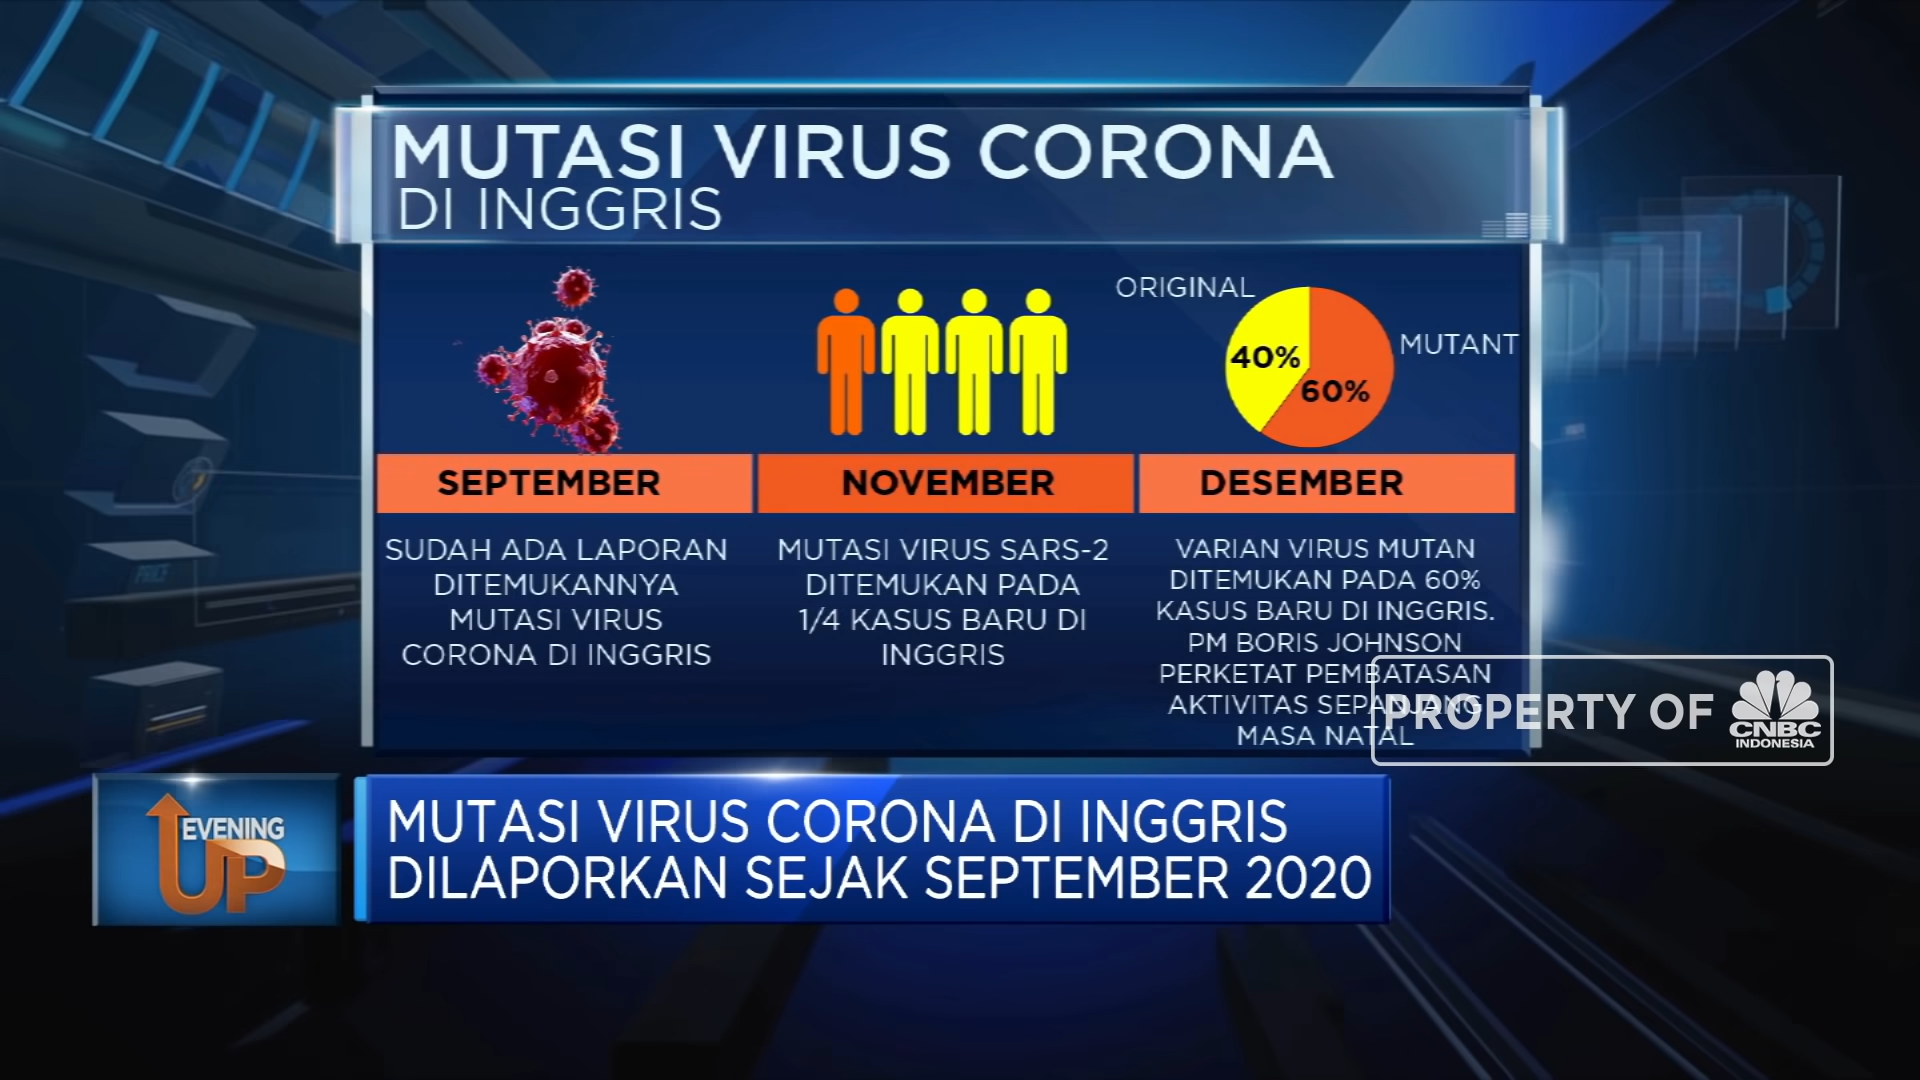 MUTASI VIRUS CORONA
DI INGGRIS
ORIGINAL
MUTANT
40%
60%
SEPTEMBER
SUDAH ADA LAPORAN
DITEMUKANNYA
MUTASI VIRUS
CORONA DI INGGRIS
NOVEMBER
MUTASI VIRUS SARS-2
DITEMUKAN PADA
1/4 KASUS BARU DI
INGGRIS
DESEMBER
VARIAN VIRUS MUTAN
DITEMUKAN PADA 60%
KASUS BARU DI INGGRIS.
PM BORIS JOHNSON
PERKETAT PEMBATASAN
AKTIVITAS SEPANJANG
MASA NATAL
PROPERTY OF
CNBC
INDONESIA
PRICE
EVENING
UP
MUTASI VIRUS CORONA DI INGGRIS
DILAPORKAN SEJAK SEPTEMBER 2020